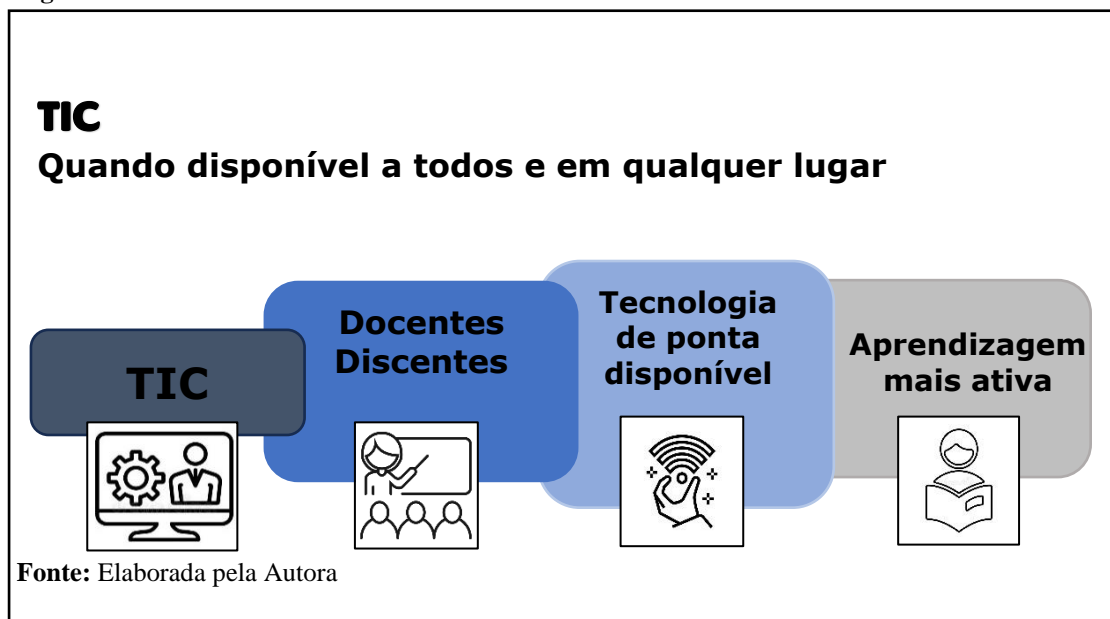 TIC
Quando disponível a todos e em qualquer lugar
TIC
Docentes
Discentes
Tecnologia
de ponta
disponível
Aprendizagem
mais ativa
Fonte: Elaborada pela Autora